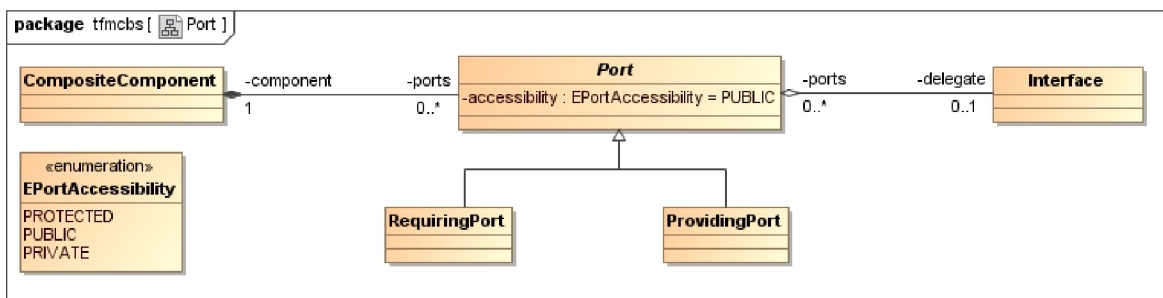 package tfmcbs [ Port ]
CompositeComponent
-component
1
-ports
0..*
Port
-accessibility : EPortAccessibility = PUBLIC
-ports
0..*
-delegate
0..1
Interface
«enumeration»
EPortAccessibility
PROTECTED
PUBLIC
PRIVATE
RequiringPort
ProvidingPort